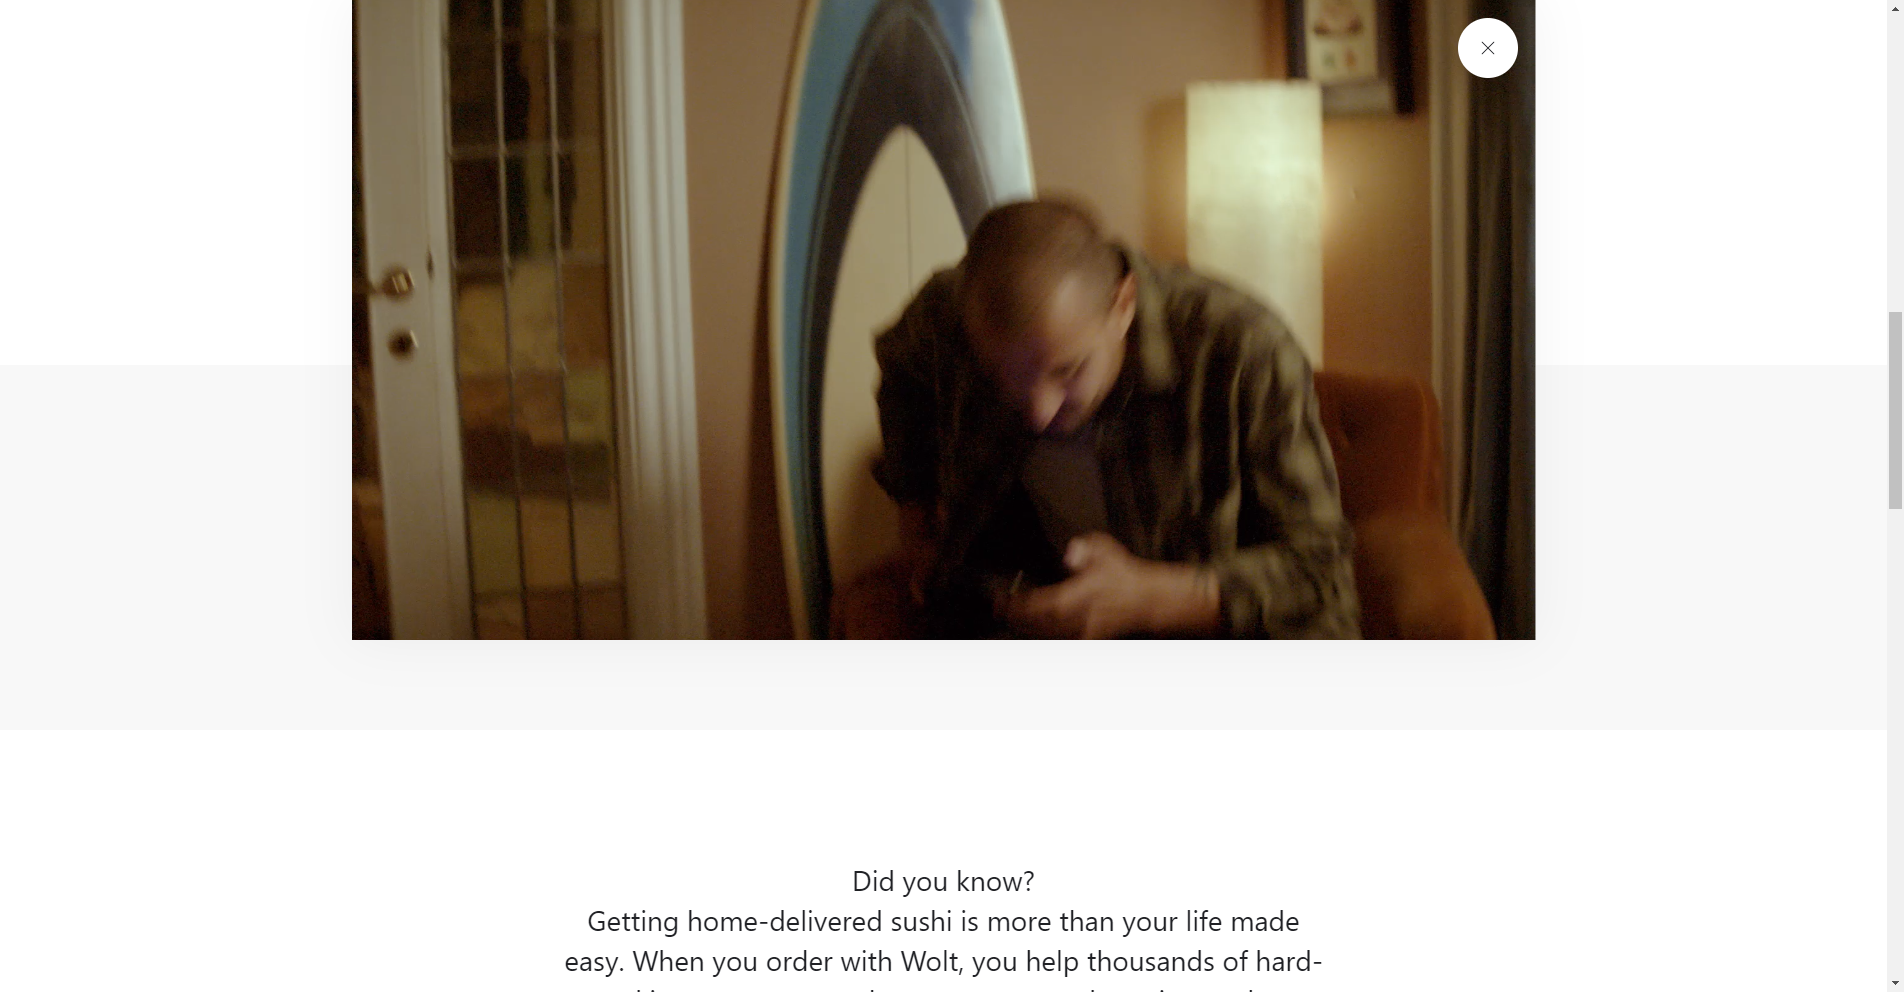 Did you know?
Getting home-delivered sushi is more than your life made
easy. When you order with Wolt, you help thousands of hard-